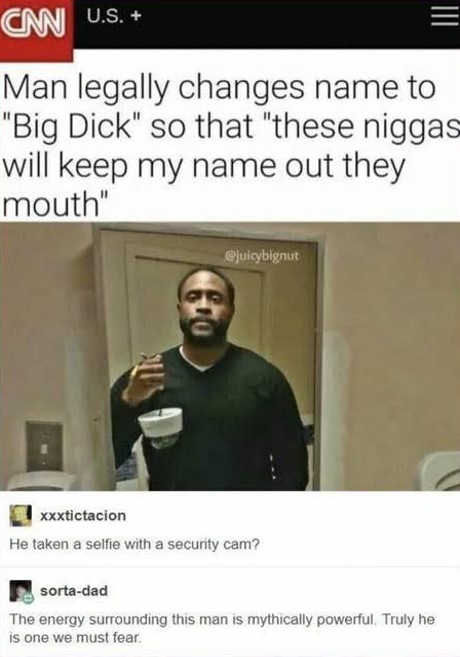 CNN U.S. +
Man legally changes name to
"Big Dick" so that "these niggas
will keep my name out they
mouth"
@juicybignut
xxxtictacion
He taken a selfie with a security cam?
sorta-dad
The energy surrounding this man is mythically powerful. Truly he
is one we must fear.